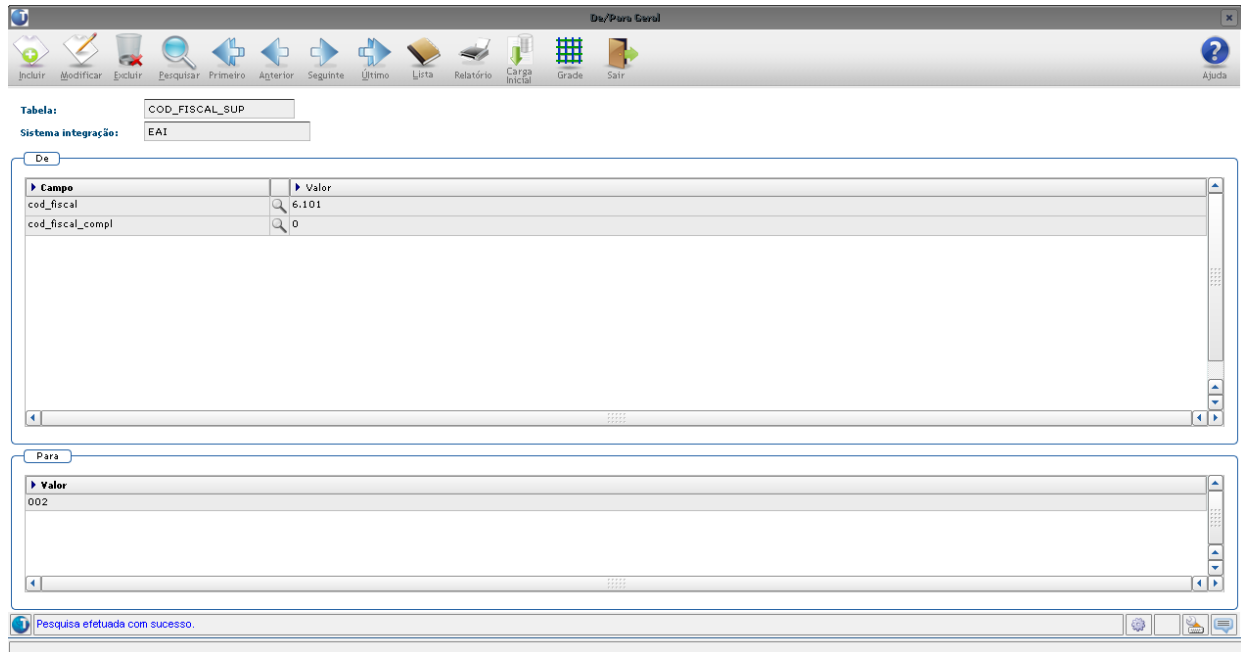 De/Para Geral
Incluir Modificar Excluir Pesquisar Primeiro Anterior Seguinte Último Lista Relatório Carga Inicial Grade Sair Ajuda
Tabela: COD_FISCAL_SUP
Sistema integração: EAI
De
Campo Valor
cod_fiscal 6.101
cod_fiscal_compl 0
Para
Valor
002
Pesquisa efetuada com sucesso.